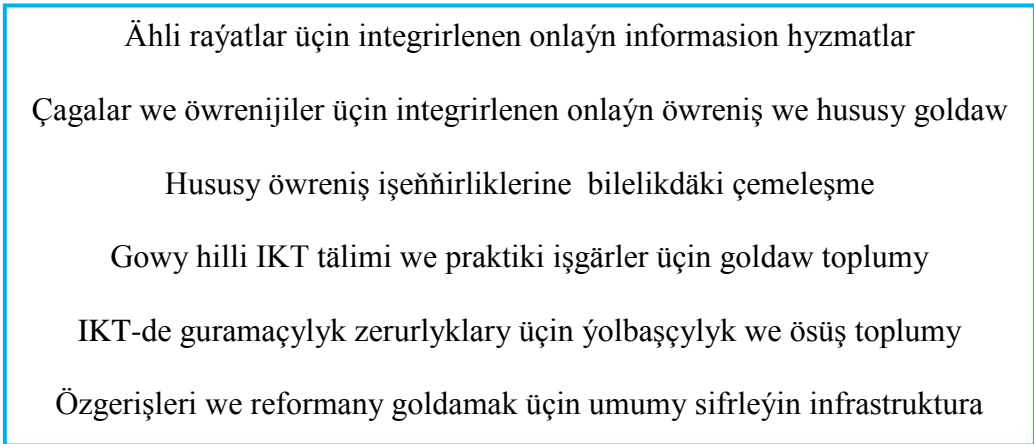 Ähli raýatlar üçin integrirlenen onlaýn informasion hyzmatlar
Çagalar we öwrenijiler üçin integrirlenen onlaýn öwreniş we hususy goldaw
Hususy öwreniş işeňňirliklerine bilelikdäki çemeleşme
Gowy hilli IKT tälimi we praktiki işgärler üçin goldaw toplumy
IKT-de guramaçylyk zerurlyklary üçin ýolbaşçylyk we ösüş toplumy
Özgerişleri we reformany goldamak üçin umumy sifrleýin infrastruktura